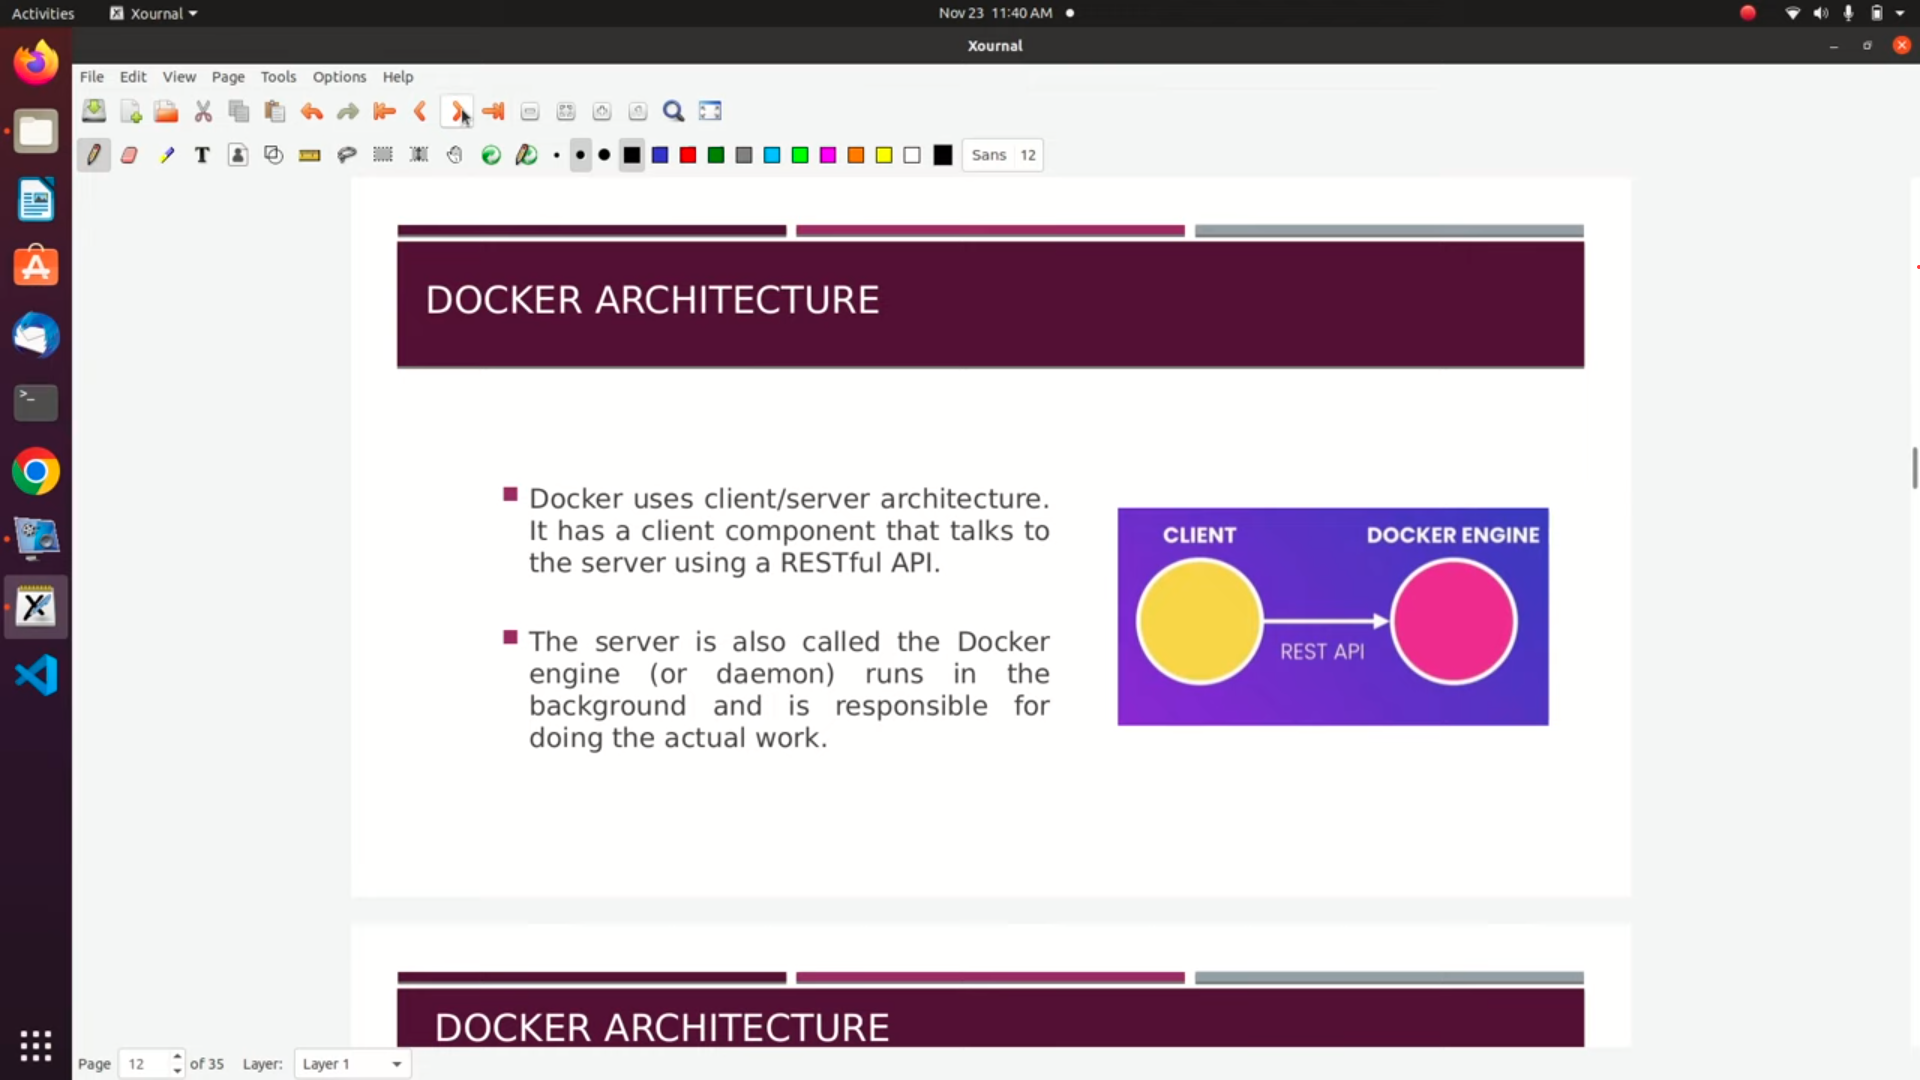 Activities Xournal Nov 23 11:40 AM
Xournal
File Edit View Page Tools Options Help
T Sans 12
DOCKER ARCHITECTURE
Docker uses client/server architecture.
It has a client component that talks to
the server using a RESTful API.
The server is also called the Docker
engine (or daemon) runs in the
background and is responsible for
doing the actual work.
CLIENT DOCKER ENGINE
REST API
DOCKER ARCHITECTURE
Page 12 of 35 Layer: Layer 1